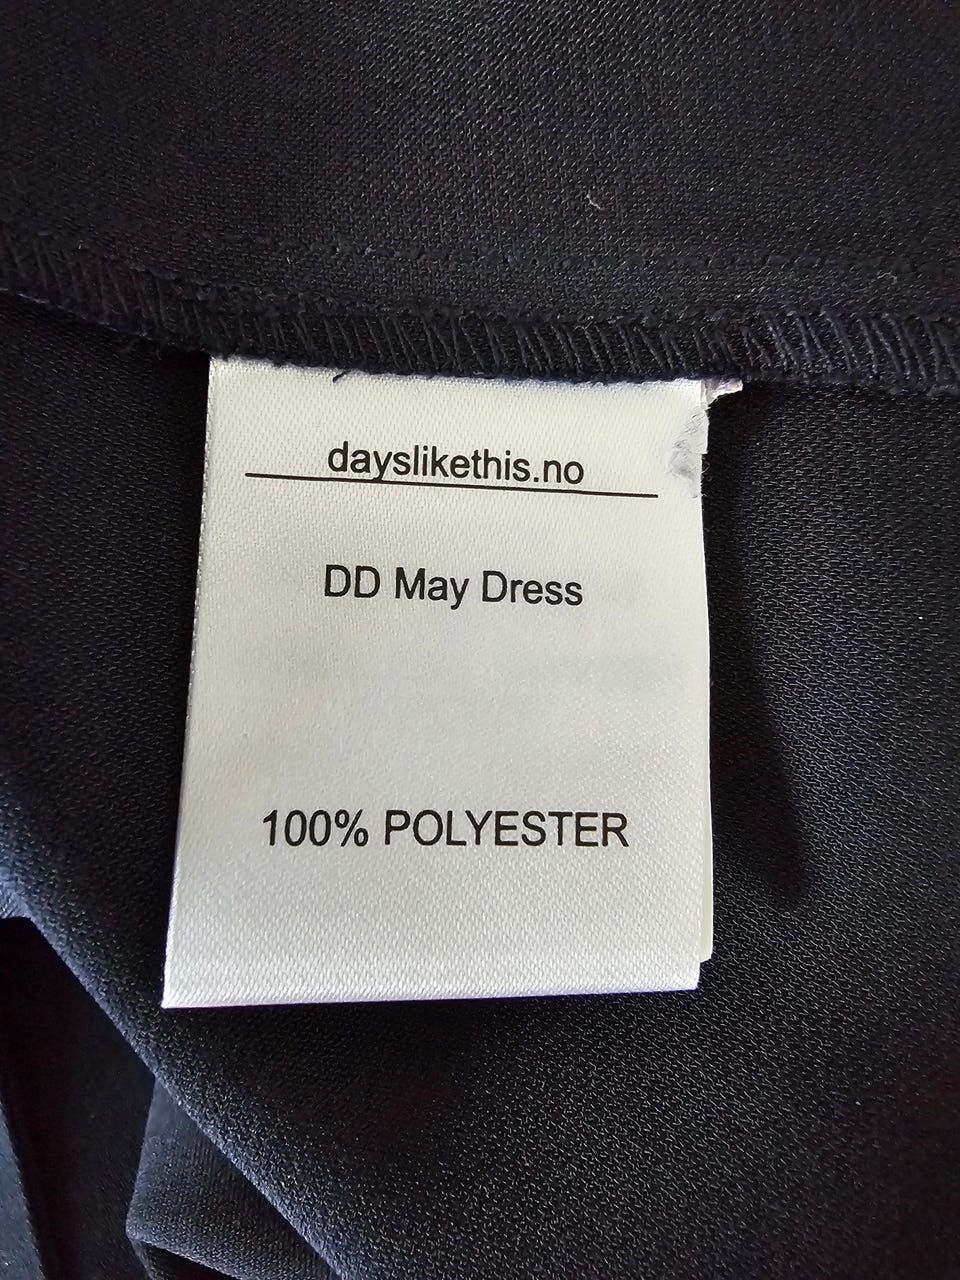 dayslikethis.no
DD May Dress
100% POLYESTER